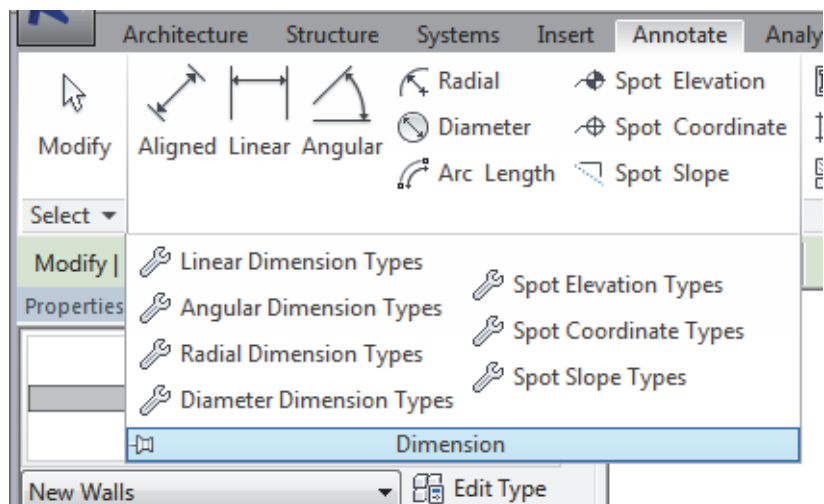 Architecture Structure Systems Insert Annotate Analy
Modify Aligned Linear Angular
Radial
Diameter
Arc Length
Spot Elevation
Spot Coordinate
Spot Slope
Select
Modify |
Properties
Linear Dimension Types
Angular Dimension Types
Radial Dimension Types
Diameter Dimension Types
Spot Elevation Types
Spot Coordinate Types
Spot Slope Types
Dimension
New Walls
Edit Type